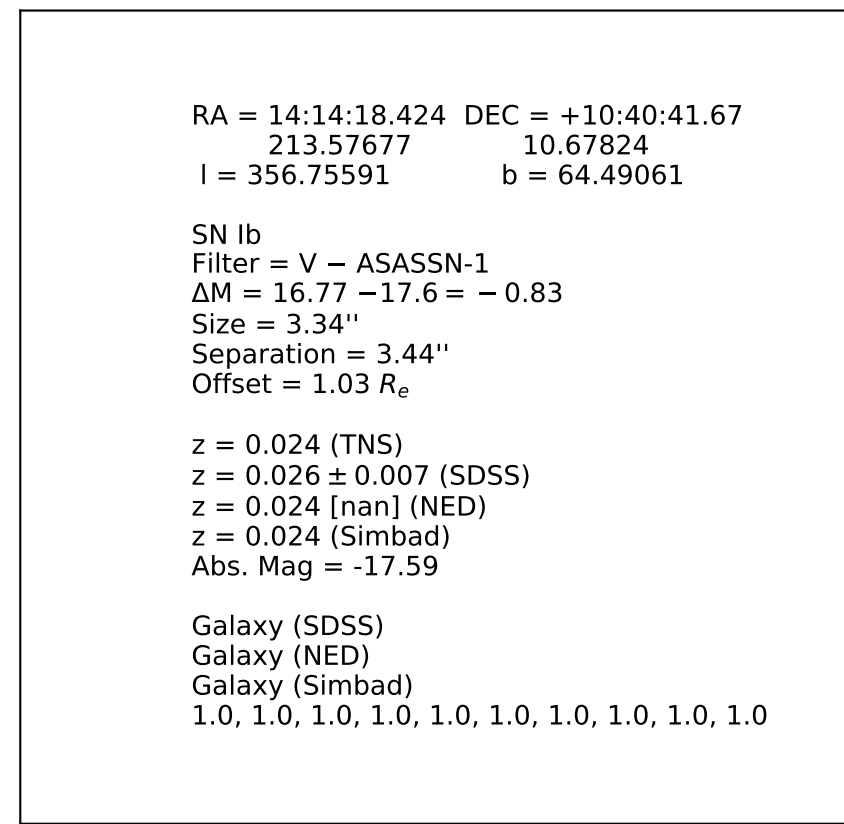 RA = 14:14:18.424  DEC = +10:40:41.67
213.57677  10.67824
l = 356.75591  b = 64.49061
SN Ib
Filter = V − ASASSN-1
ΔM = 16.77 −17.6 = − 0.83
Size = 3.34''
Separation = 3.44''
Offset = 1.03 Rₑ
z = 0.024 (TNS)
z = 0.026 ± 0.007 (SDSS)
z = 0.024 [nan] (NED)
z = 0.024 (Simbad)
Abs. Mag = -17.59
Galaxy (SDSS)
Galaxy (NED)
Galaxy (Simbad)
1.0, 1.0, 1.0, 1.0, 1.0, 1.0, 1.0, 1.0, 1.0, 1.0